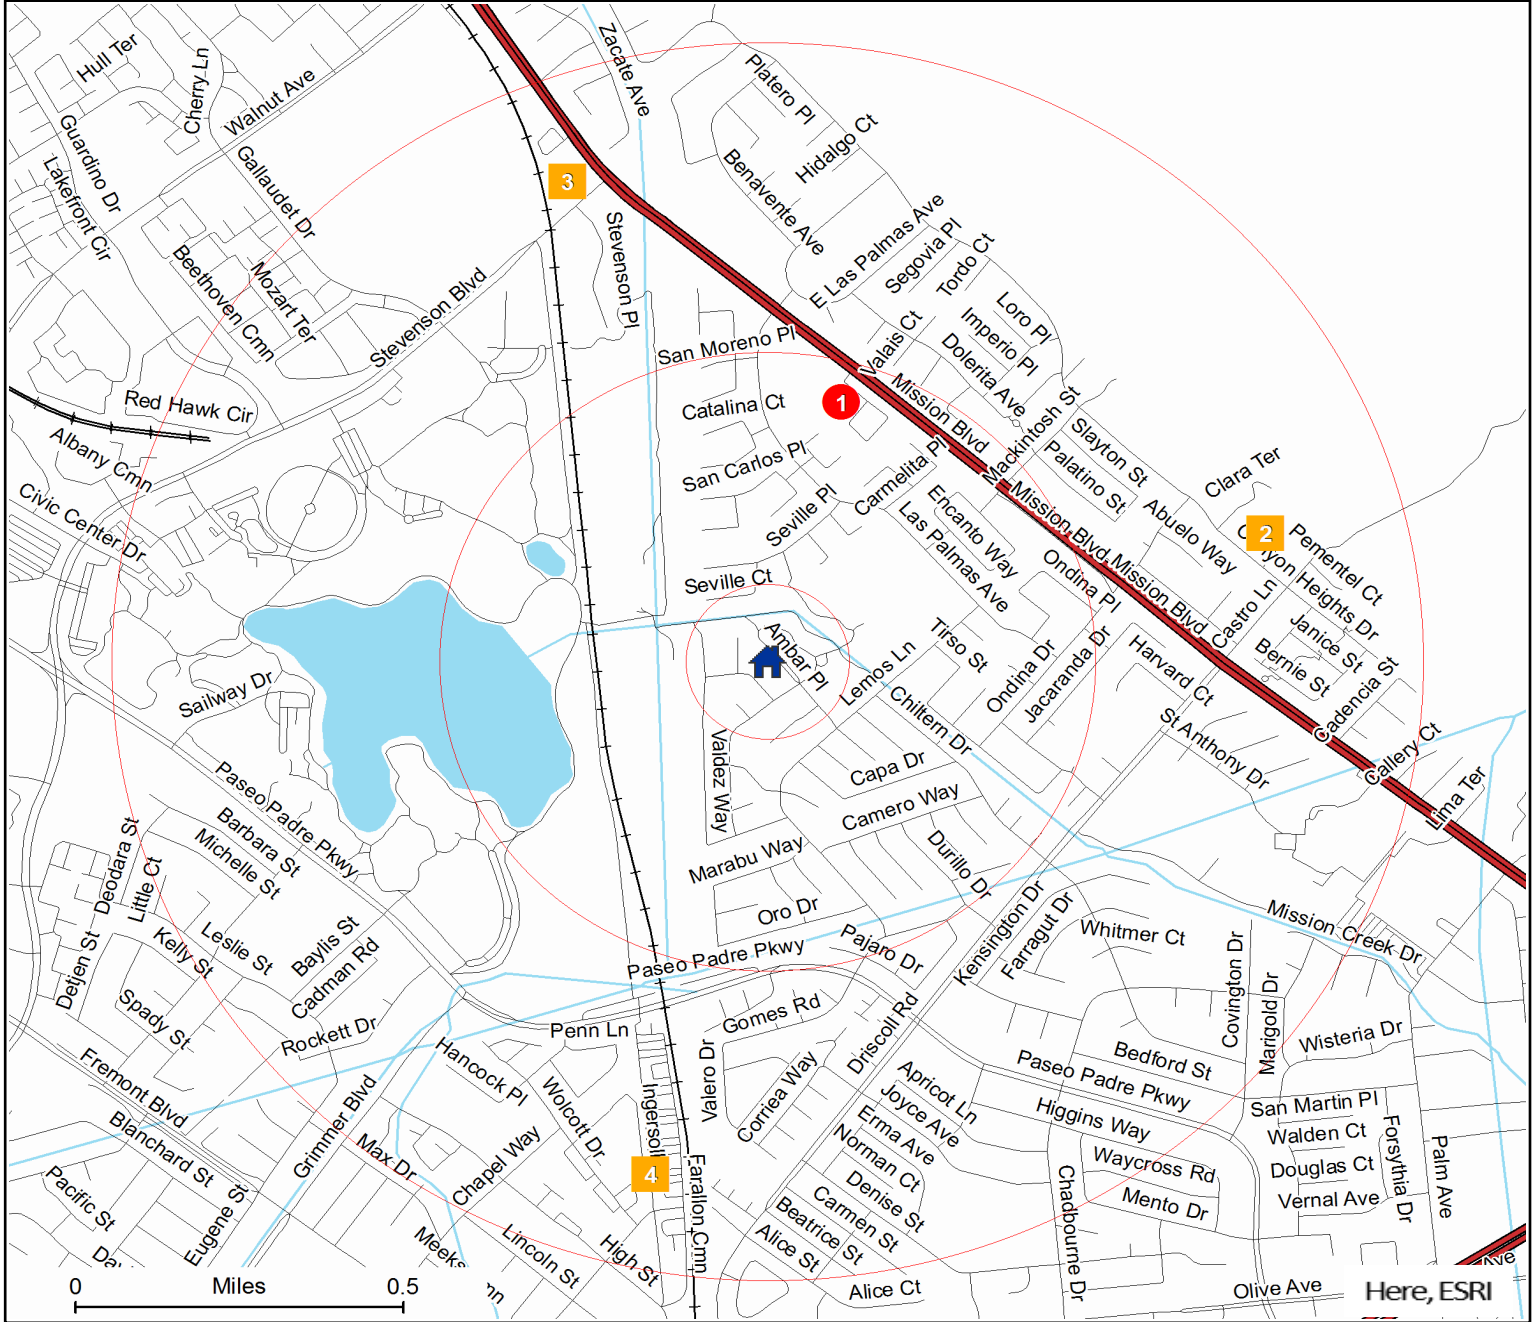 Hull Ter
Cherry Ln
Walnut Ave
Zacate Ave
Platero Pl
Hidalgo Ct
Guardino Dr
Lakefront Cir
Gallaudet Dr
3
Benavente Ave
Stevenson Pl
E Las Palmas Ave
Segovia Pl
Tordo Ct
Beethoven Cmn
Mozart Ter
Stevenson Blvd
Loro Pl
Imperio Pl
San Moreno Pl
Valais Ct
Dolerita Ave
Red Hawk Cir
Catalina Ct
1
Mission Blvd
Mackintosh St
Slayton St
Albany Cmn
San Carlos Pl
Carmelita Pl
Palatino St
Clara Ter
Civic Center Dr
Seville Pl
Encanto Way
Las Palmas Ave
Mission Blvd
Mission Blvd
Abuelo Way
2
Pementel Ct
Canyon Heights Dr
Seville Ct
Ondina Pl
Castro Ln
Janice St
Bernie St
Ambar Pl
Tirso St
Lemos Ln
Ondina Dr
Jacaranda Dr
Harvard Ct
Cadencia St
Sailway Dr
Chiltern Dr
St Anthony Dr
Callery Ct
Valdez Way
Capa Dr
Camero Way
Lima Ter
Paseo Padre Pkwy
Barbara St
Michelle St
Deodara St
Little Ct
Marabu Way
Durillo Dr
Oro Dr
Kensington Dr
Farragut Dr
Whitmer Ct
Mission Creek Dr
Leslie St
Kelly St
Baylis St
Cadman Rd
Detjen St
Paseo Padre Pkwy
Pajaro Dr
Covington Dr
Marigold Dr
Spady St
Rockett Dr
Penn Ln
Gomes Rd
Driscoll Rd
Wisteria Dr
Fremont Blvd
Hancock Pl
Wolcott Dr
Valero Dr
Corriea Way
Bedford St
Paseo Padre Pkwy
Apricot Ln
Joyce Ave
Blanchard St
Grimmer Blvd
Max Dr
Chapel Way
Ingersoll
Erma Ave
Norman Ct
Higgins Way
San Martin Pl
Walden Ct
Forsythia Dr
Palm Ave
Pacific St
4
Farallon Cmn
Denise St
Carmen St
Beatrice St
Alice St
Waycross Rd
Mento Dr
Chadbourne Dr
Douglas Ct
Vernal Ave
Eugene St
Meeks
Lincoln St
High St
Alice Ct
Olive Ave
Ave
0 Miles 0.5
Here, ESRI